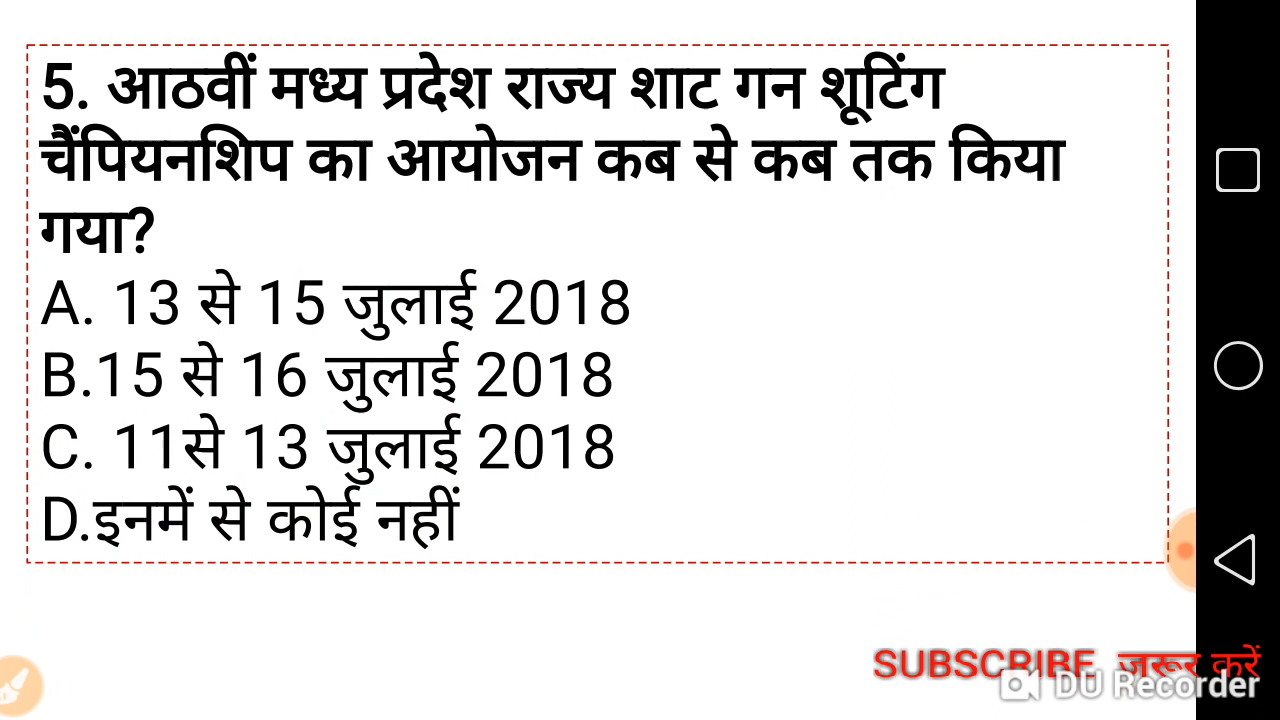 5. आठवीं मध्य प्रदेश राज्य शाट गन शूटिंग
चैंपियनशिप का आयोजन कब से कब तक किया
गया?
A. 13 से 15 जुलाई 2018
B.15 से 16 जुलाई 2018
C. 11से 13 जुलाई 2018
D.इनमें से कोई नहीं
SUBSCRIBE जरूर करें
DU Recorder